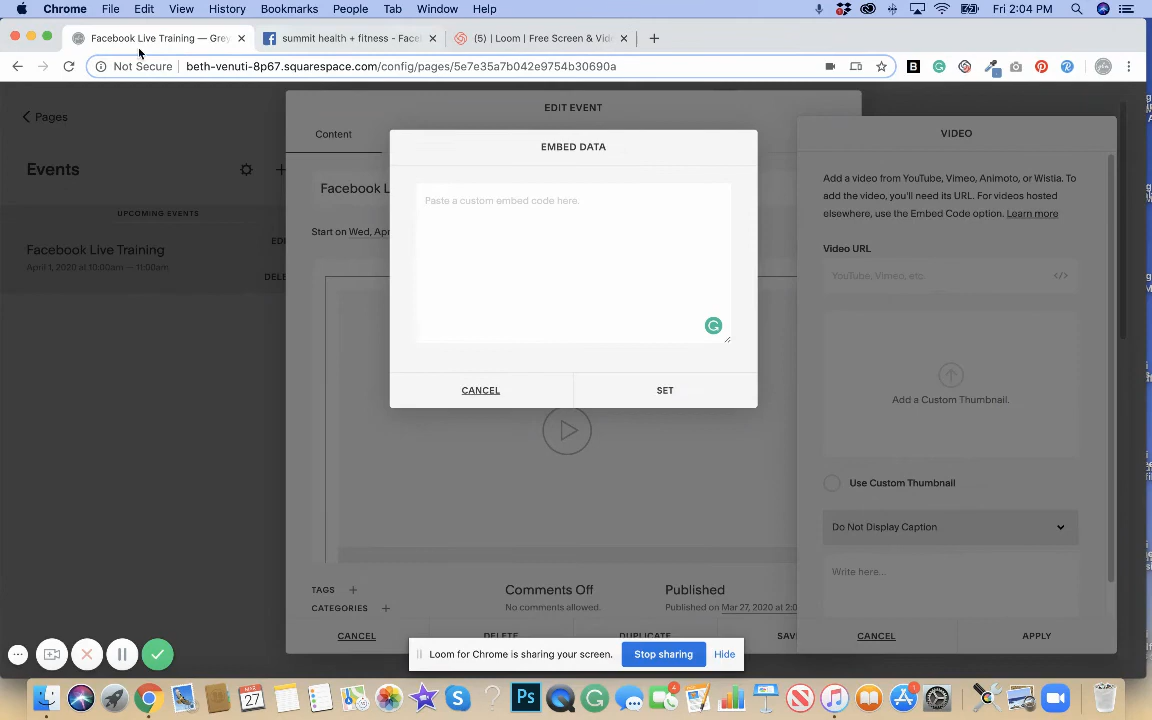 Chrome File Edit View History Bookmarks People Tab Window Help Fri 2:04 PM
Facebook Live Training — Grey summit health + fitness - Face (5) | Loom | Free Screen & Vid
Not Secure beth-venuti-8p67.squarespace.com/config/pages/5e7e35a7b042e9754b30690a
Pages
Events
UPCOMING EVENTS
Facebook Live Training
April 1, 2020 at 10:00am — 11:00am
EDI
DELE
EDIT EVENT
Content
Facebook L
Start on Wed, Apr
TAGS
CATEGORIES
Comments Off
No comments allowed.
Published
Published on Mar 27, 2020 at 2:0
CANCEL DELETE DUPLICATE SAV
EMBED DATA
Paste a custom embed code here.
CANCEL SET
VIDEO
Add a video from YouTube, Vimeo, Animoto, or Wistia. To
add the video, you'll need its URL. For videos hosted
elsewhere, use the Embed Code option. Learn more
Video URL
YouTube, Vimeo, etc.
</>
Add a Custom Thumbnail.
Use Custom Thumbnail
Do Not Display Caption
Write here...
CANCEL APPLY
Loom for Chrome is sharing your screen. Stop sharing Hide